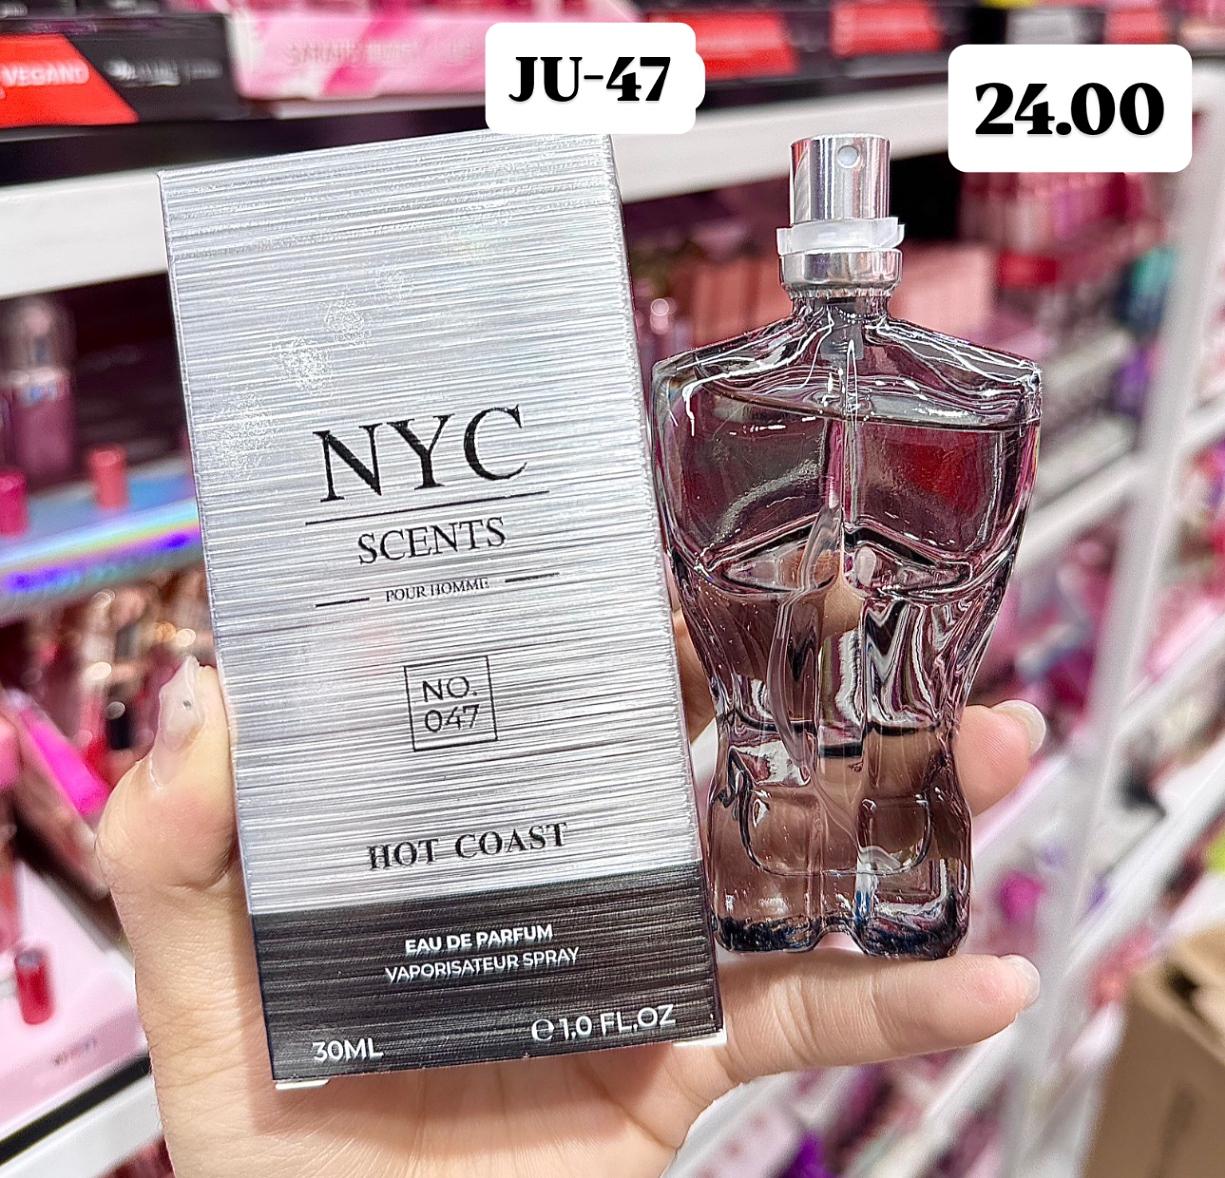 JU-47
24.00
VEGANO
NYC
SCENTS
POUR HOMME
NO.
047
HOT COAST
EAU DE PARFUM
VAPORISATEUR SPRAY
30ML
℮ 1,0 FL,OZ